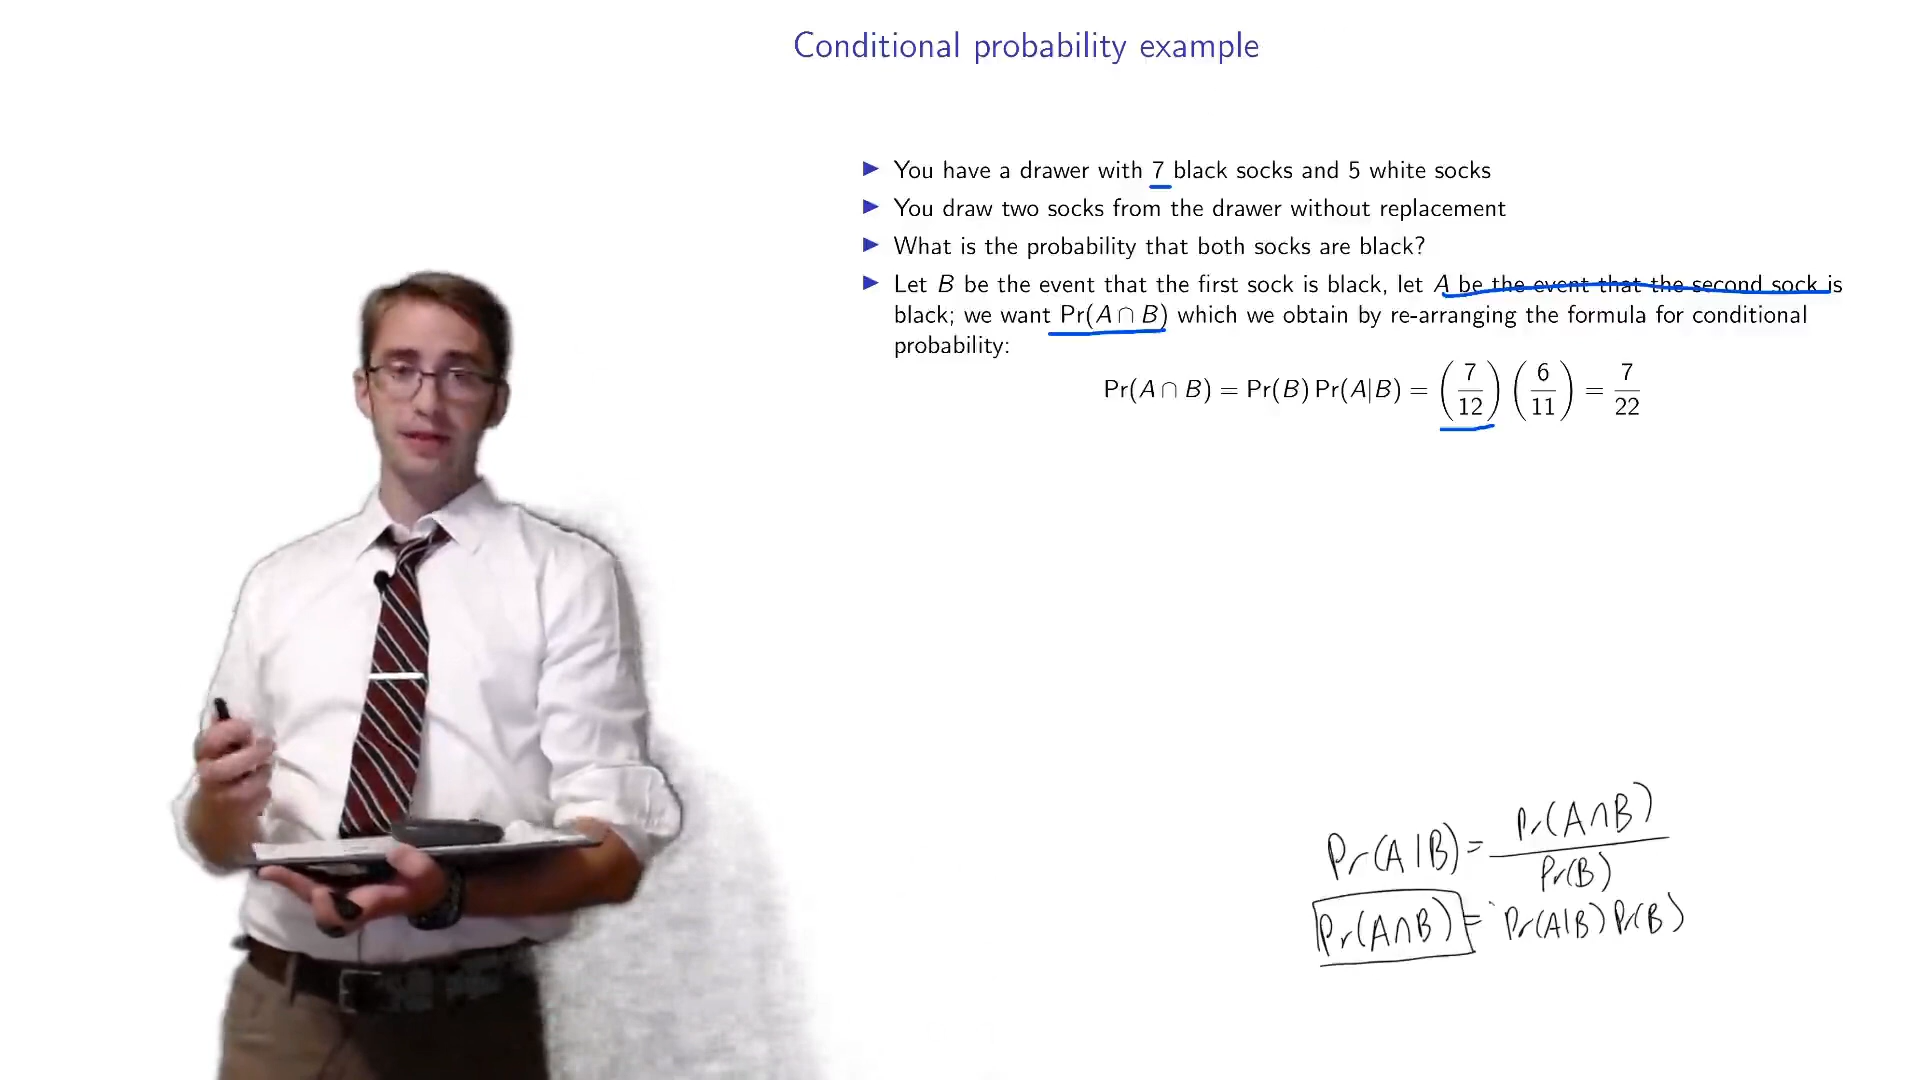 Conditional probability example
▶ You have a drawer with 7 black socks and 5 white socks
▶ You draw two socks from the drawer without replacement
▶ What is the probability that both socks are black?
▶ Let B be the event that the first sock is black, let A be the event that the second sock is
black; we want Pr(A ∩ B) which we obtain by re-arranging the formula for conditional
probability:
Pr(A ∩ B) = Pr(B) Pr(A|B) = (7/12) (6/11) = 7/22
Pr(A|B) = Pr(A∩B) / Pr(B)
Pr(A∩B) = Pr(A|B) Pr(B)